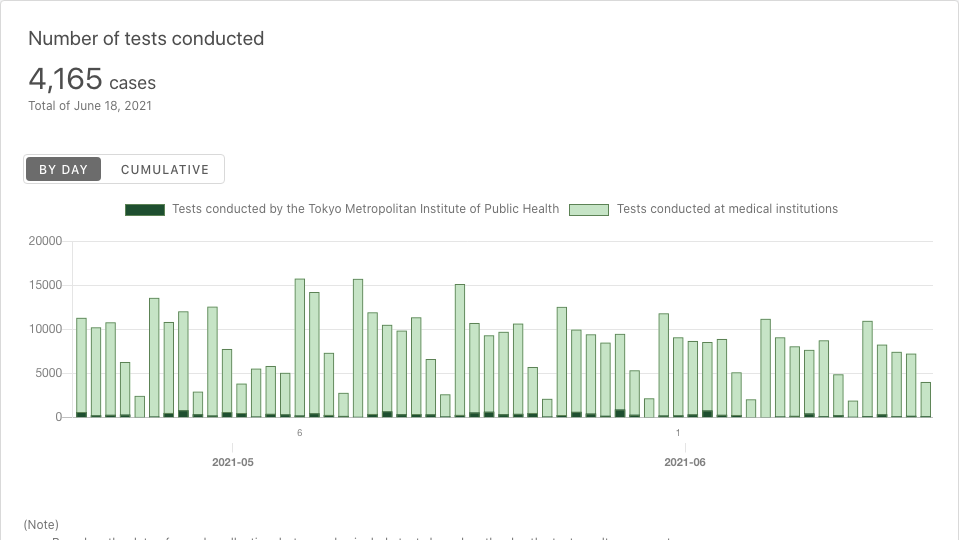 Number of tests conducted
4,165 cases
Total of June 18, 2021
BY DAY CUMULATIVE
Tests conducted by the Tokyo Metropolitan Institute of Public Health Tests conducted at medical institutions
20000
15000
10000
5000
0
6 1
2021-05 2021-06
(Note)